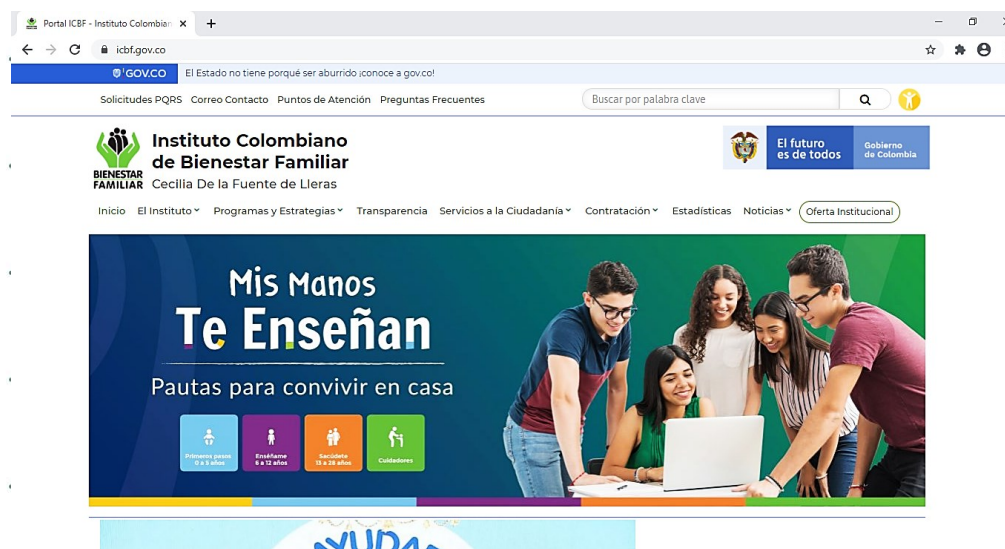 Portal ICBF - Instituto Colombian
icbf.gov.co
GOV.CO El Estado no tiene porqué ser aburrido ¡conoce a gov.co!
Solicitudes PQRS Correo Contacto Puntos de Atención Preguntas Frecuentes Buscar por palabra clave
BIENESTAR
FAMILIAR
Instituto Colombiano
de Bienestar Familiar
Cecilia De la Fuente de Lleras
El futuro
es de todos
Gobierno
de Colombia
Inicio El Instituto Programas y Estrategias Transparencia Servicios a la Ciudadanía Contratación Estadísticas Noticias Oferta Institucional
Mis Manos
Te Enseñan
Pautas para convivir en casa
Primeros pasos
0 a 5 años
Enséñame
6 a 12 años
Sacúdete
13 a 28 años
Cuidadores
AYUDA